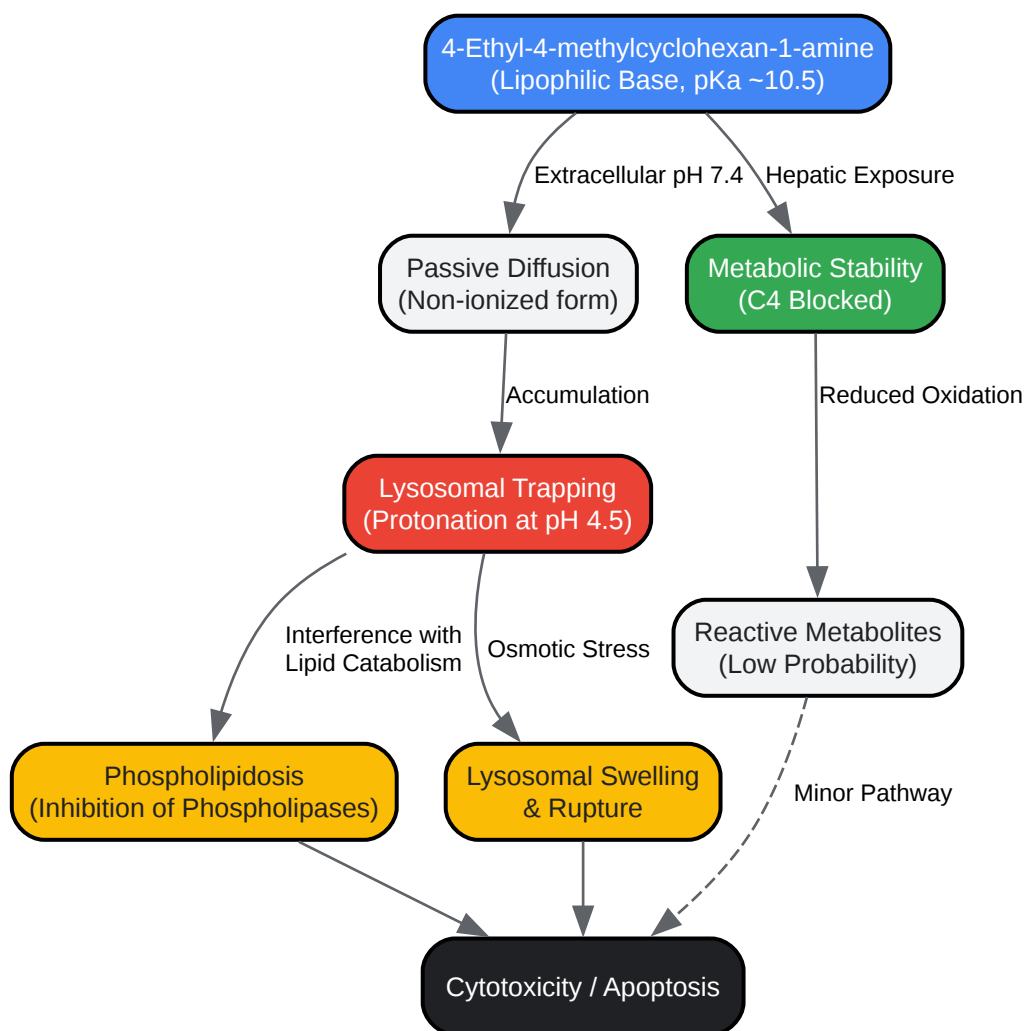 4-Ethyl-4-methylcyclohexan-1-amine
(Lipophilic Base, pKa ~10.5)
Extracellular pH 7.4
Hepatic Exposure
Passive Diffusion
(Non-ionized form)
Metabolic Stability
(C4 Blocked)
Accumulation
Reduced Oxidation
Lysosomal Trapping
(Protonation at pH 4.5)
Interference with
Lipid Catabolism
Osmotic Stress
Reactive Metabolites
(Low Probability)
Phospholipidosis
(Inhibition of Phospholipases)
Lysosomal Swelling
& Rupture
Minor Pathway
Cytotoxicity / Apoptosis